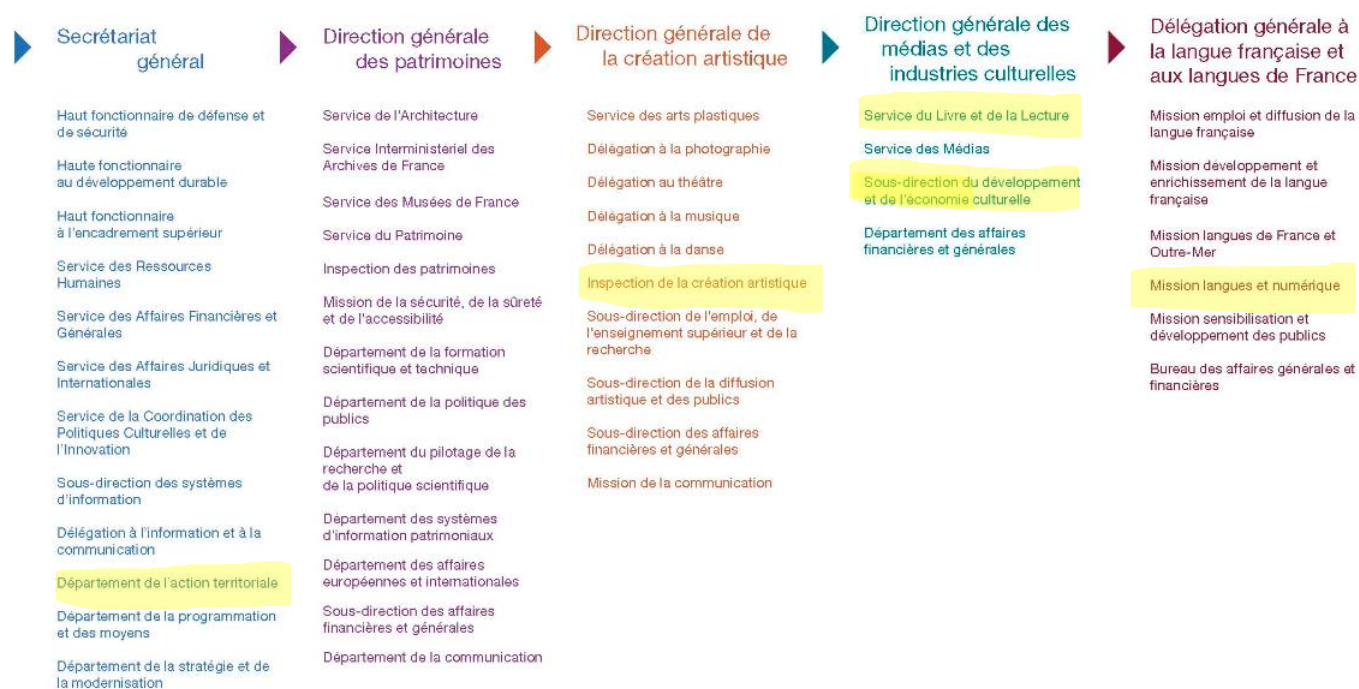 Secrétariat
général
Haut fonctionnaire de défense et
de sécurité
Haute fonctionnaire
au développement durable
Haut fonctionnaire
à l'encadrement supérieur
Service des Ressources
Humaines
Service des Affaires Financières et
Générales
Service des Affaires Juridiques et
Internationales
Service de la Coordination des
Politiques Culturelles et de
l'Innovation
Sous-direction des systèmes
d'information
Délégation à l'information et à la
communication
Département de l'action territoriale
Département de la programmation
et des moyens
Département de la stratégie et de
la modernisation
Direction générale
des patrimoines
Service de l'Architecture
Service Interministeriel des
Archives de France
Service des Musées de France
Service du Patrimoine
Inspection des patrimoines
Mission de la sécurité, de la sûreté
et de l'accessibilité
Département de la formation
scientifique et technique
Département de la politique des
publics
Département du pilotage de la
recherche et
de la politique scientifique
Département des systèmes
d'information patrimoniaux
Département des affaires
européennes et internationales
Sous-direction des affaires
financières et générales
Département de la communication
Direction générale de
la création artistique
Service des arts plastiques
Délégation à la photographie
Délégation au théâtre
Délégation à la musique
Délégation à la danse
Inspection de la création artistique
Sous-direction de l'emploi, de
l'enseignement supérieur et de la
recherche
Sous-direction de la diffusion
artistique et des publics
Sous-direction des affaires
financières et générales
Mission de la communication
Direction générale des
médias et des
industries culturelles
Service du Livre et de la Lecture
Service des Médias
Sous-direction du développement
et de l'économie culturelle
Département des affaires
financières et générales
Délégation générale à
la langue française et
aux langues de France
Mission emploi et diffusion de la
langue française
Mission développement et
enrichissement de la langue
française
Mission langues de France et
Outre-Mer
Mission langues et numérique
Mission sensibilisation et
développement des publics
Bureau des affaires générales et
financières